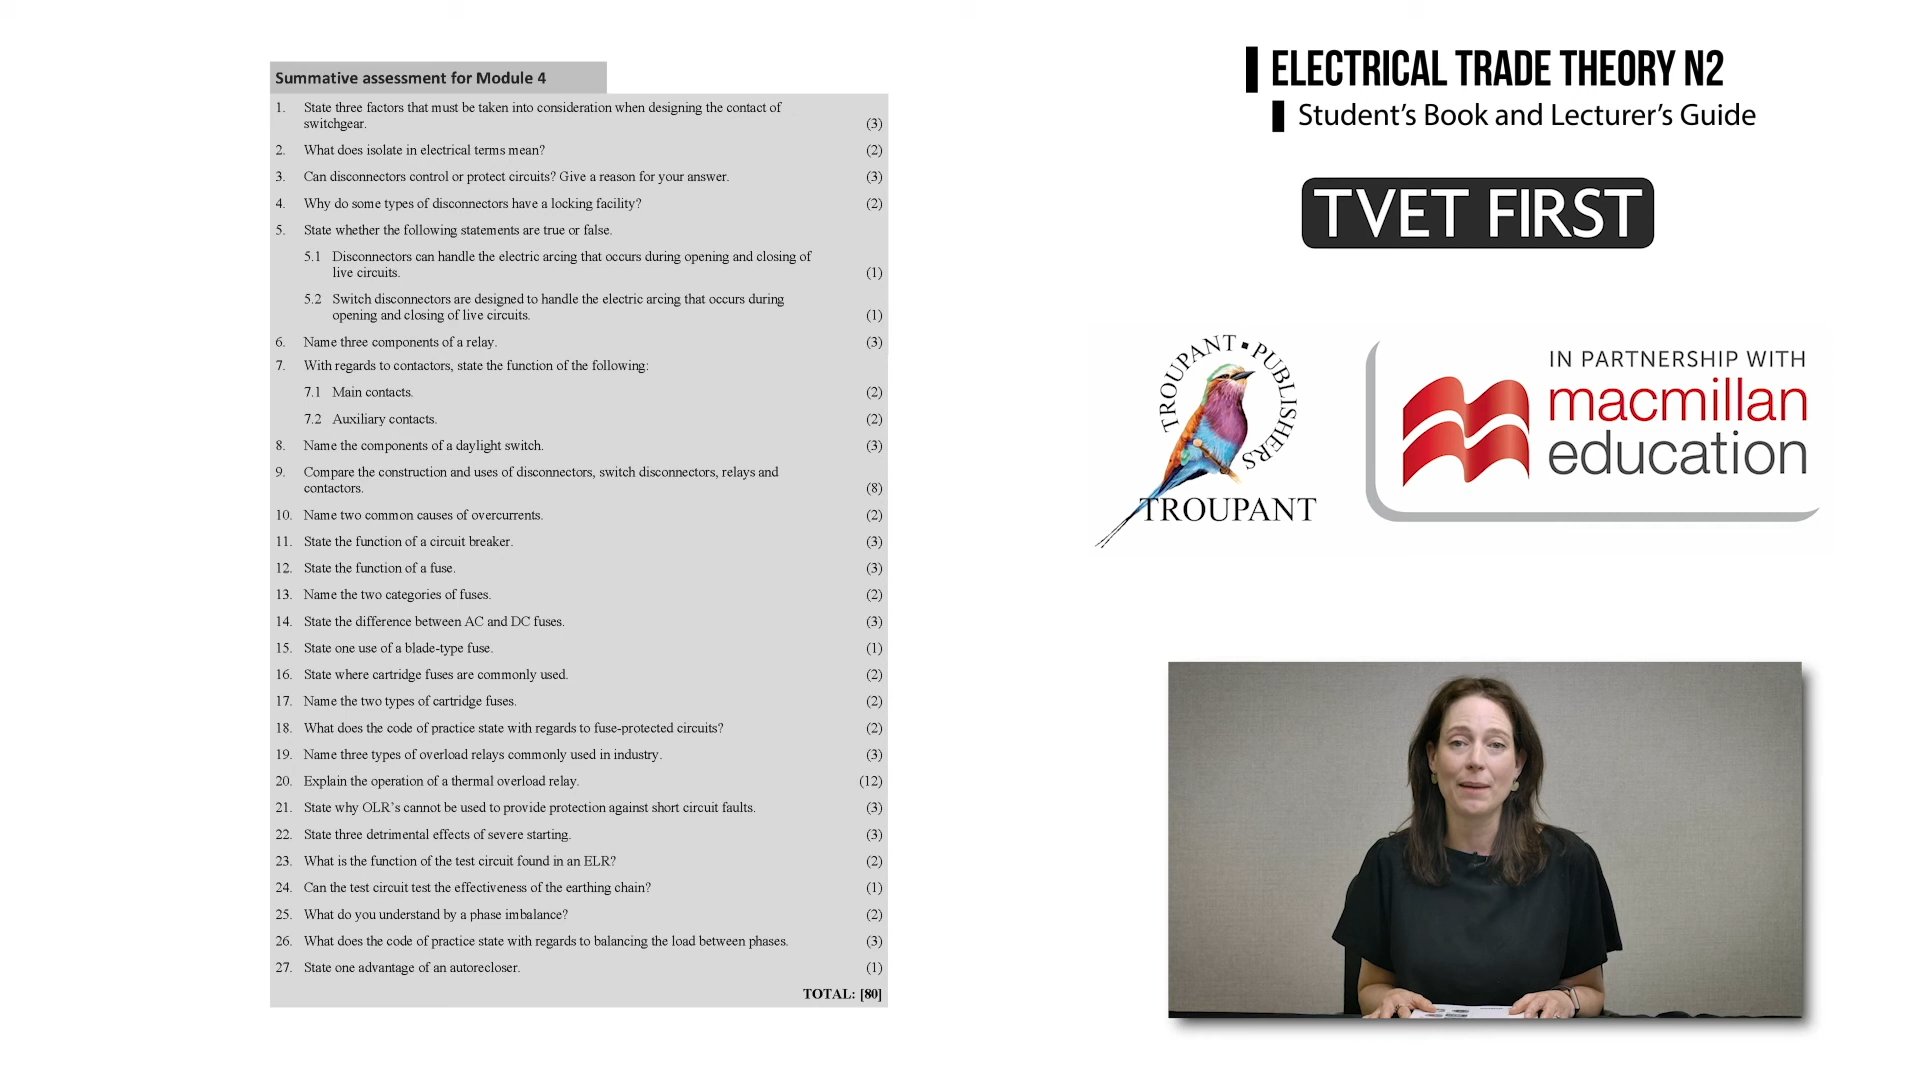 Summative assessment for Module 4
1. State three factors that must be taken into consideration when designing the contact of
switchgear. (3)
2. What does isolate in electrical terms mean? (2)
3. Can disconnectors control or protect circuits? Give a reason for your answer. (3)
4. Why do some types of disconnectors have a locking facility? (2)
5. State whether the following statements are true or false.
5.1 Disconnectors can handle the electric arcing that occurs during opening and closing of
live circuits. (1)
5.2 Switch disconnectors are designed to handle the electric arcing that occurs during
opening and closing of live circuits. (1)
6. Name three components of a relay. (3)
7. With regards to contactors, state the function of the following:
7.1 Main contacts. (2)
7.2 Auxiliary contacts. (2)
8. Name the components of a daylight switch. (3)
9. Compare the construction and uses of disconnectors, switch disconnectors, relays and
contactors. (8)
10. Name two common causes of overcurrents. (2)
11. State the function of a circuit breaker. (3)
12. State the function of a fuse. (3)
13. Name the two categories of fuses. (2)
14. State the difference between AC and DC fuses. (3)
15. State one use of a blade-type fuse. (1)
16. State where cartridge fuses are commonly used. (2)
17. Name the two types of cartridge fuses. (2)
18. What does the code of practice state with regards to fuse-protected circuits? (2)
19. Name three types of overload relays commonly used in industry. (3)
20. Explain the operation of a thermal overload relay. (12)
21. State why OLR's cannot be used to provide protection against short circuit faults. (3)
22. State three detrimental effects of severe starting. (3)
23. What is the function of the test circuit found in an ELR? (2)
24. Can the test circuit test the effectiveness of the earthing chain? (1)
25. What do you understand by a phase imbalance? (2)
26. What does the code of practice state with regards to balancing the load between phases. (3)
27. State one advantage of an autorecloser. (1)
TOTAL: [80]
ELECTRICAL TRADE THEORY N2
Student's Book and Lecturer's Guide
TVET FIRST
TROUPANT ▪ PUBLISHERS
TROUPANT
IN PARTNERSHIP WITH
macmillan
education